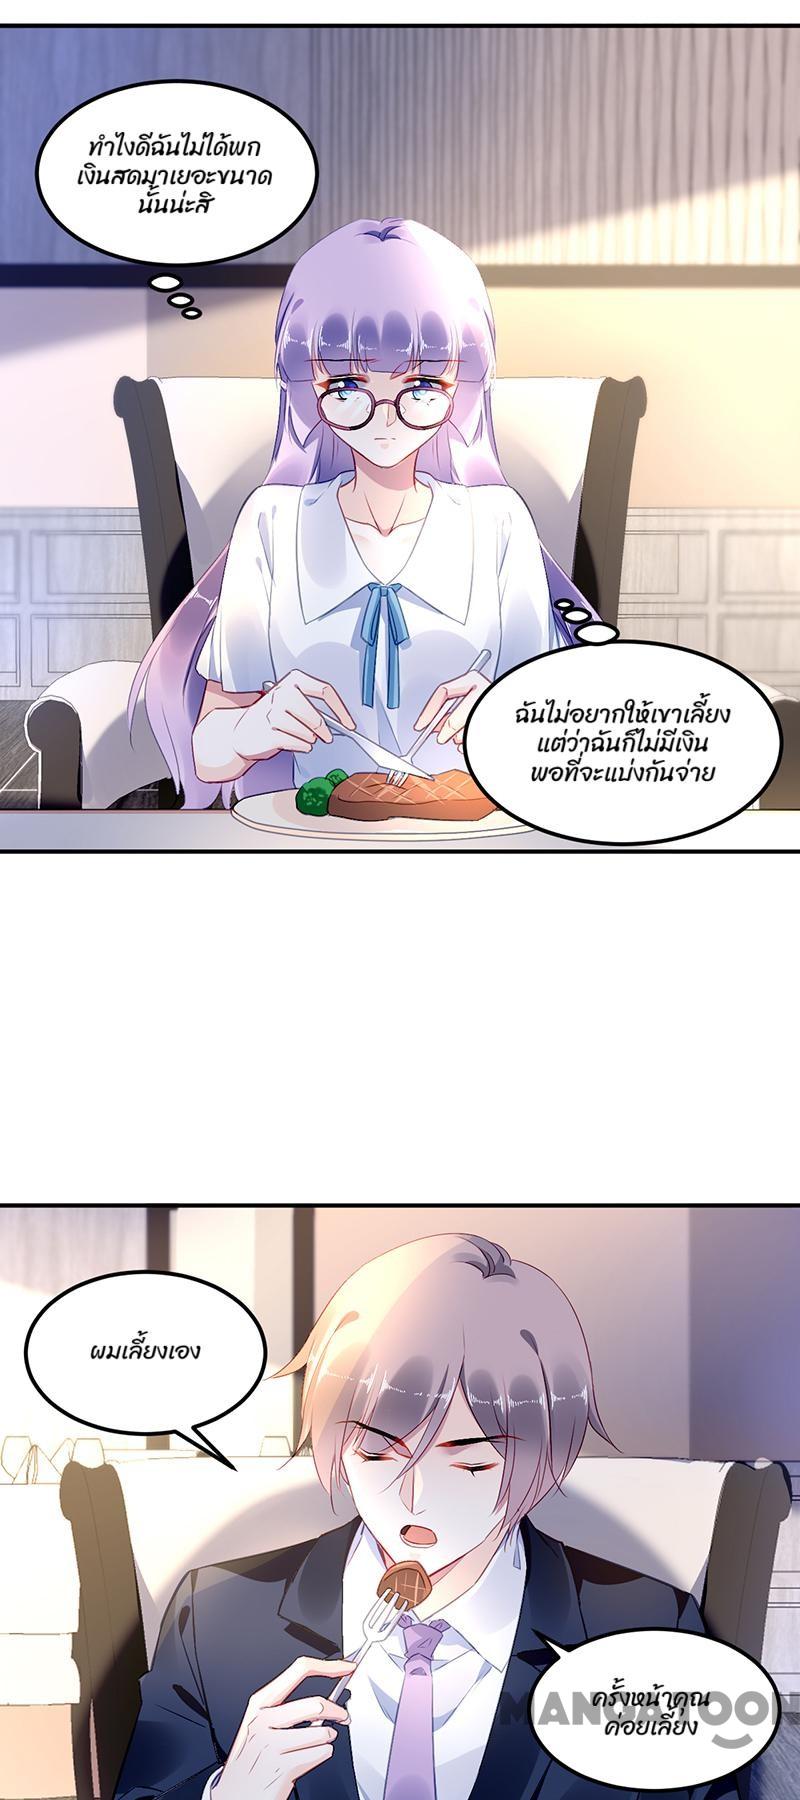 ทำไงดีฉันไม่ได้พก
เงินสดมาเยอะขนาด
นั้นน่ะสิ
ฉันไม่อยากให้เขาเลี้ยง
แต่ว่าฉันก็ไม่มีเงิน
พอที่จะแบ่งกันจ่าย
ผมเลี้ยงเอง
ครั้งหน้าคุณ
ค่อยเลี้ยง
MANGATOON